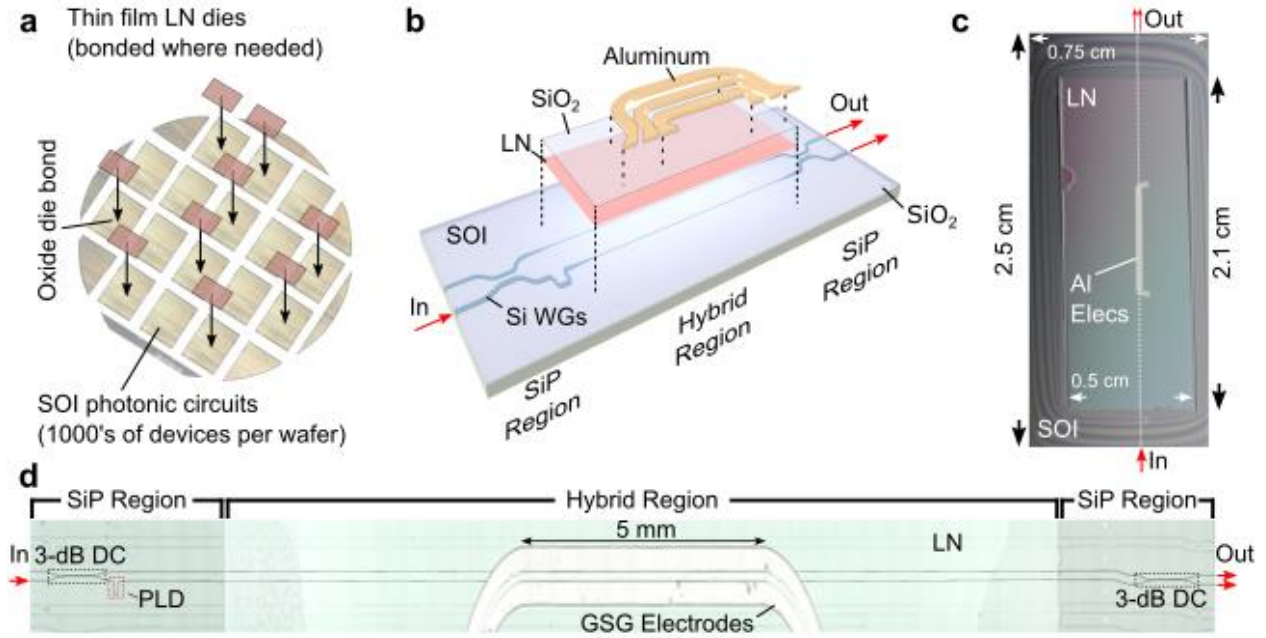 a
Thin film LN dies
(bonded where needed)
Oxide die bond
SOI photonic circuits
(1000's of devices per wafer)
b
Aluminum
SiO2
LN
Out
SOI
SiO2
In
Si WGs
SiP
Region
Hybrid
Region
SiP
Region
c
Out
0.75 cm
LN
2.5 cm
2.1 cm
Al
Elecs
0.5 cm
SOI
In
d
SiP Region
Hybrid Region
SiP Region
In
3-dB DC
5 mm
LN
Out
PLD
GSG Electrodes
3-dB DC